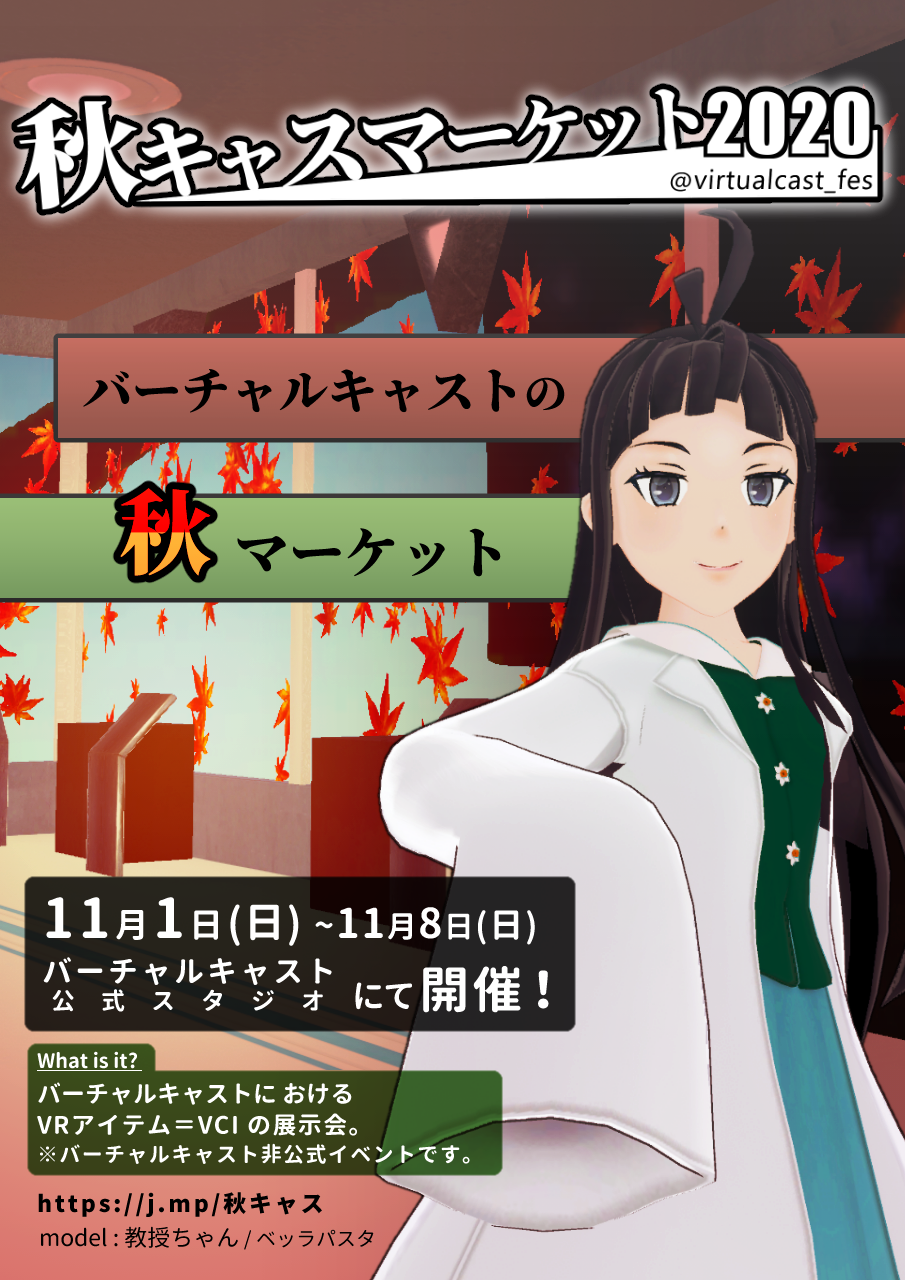 秋キャスマーケット2020
@virtualcast_fes
バーチャルキャストの
秋マーケット
11月1日(日) ~11月8日(日)
バーチャルキャスト
公式スタジオ にて開催！
What is it?
バーチャルキャストに おける
VRアイテム＝VCI の展示会。
※バーチャルキャスト非公式イベントです。
https://j.mp/秋キャス
model : 教授ちゃん / ベッラパスタ